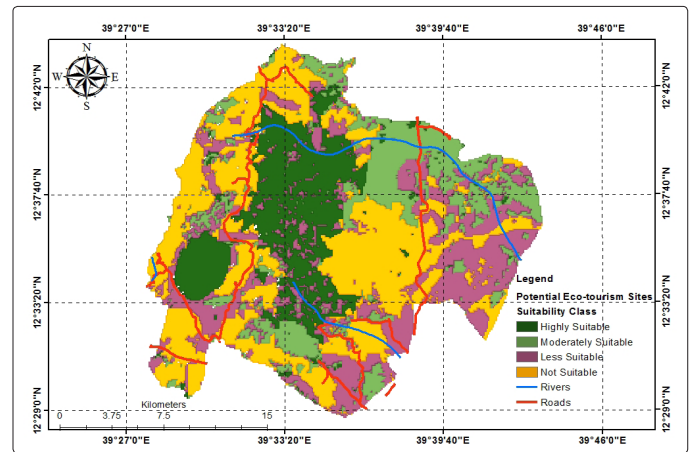 39°27'0"E 39°33'20"E 39°39'40"E 39°46'0"E
N
W E
S
12°42'0"N 12°42'0"N
12°37'40"N 12°37'40"N
12°33'20"N 12°33'20"N
12°29'0"N 12°29'0"N
Legend
Potential Eco-tourism Sites
Suitability Class
Highly Suitable
Moderately Suitable
Less Suitable
Not Suitable
Rivers
Roads
Kilometers
0 3.75 7.5 15
39°27'0"E 39°33'20"E 39°39'40"E 39°46'0"E